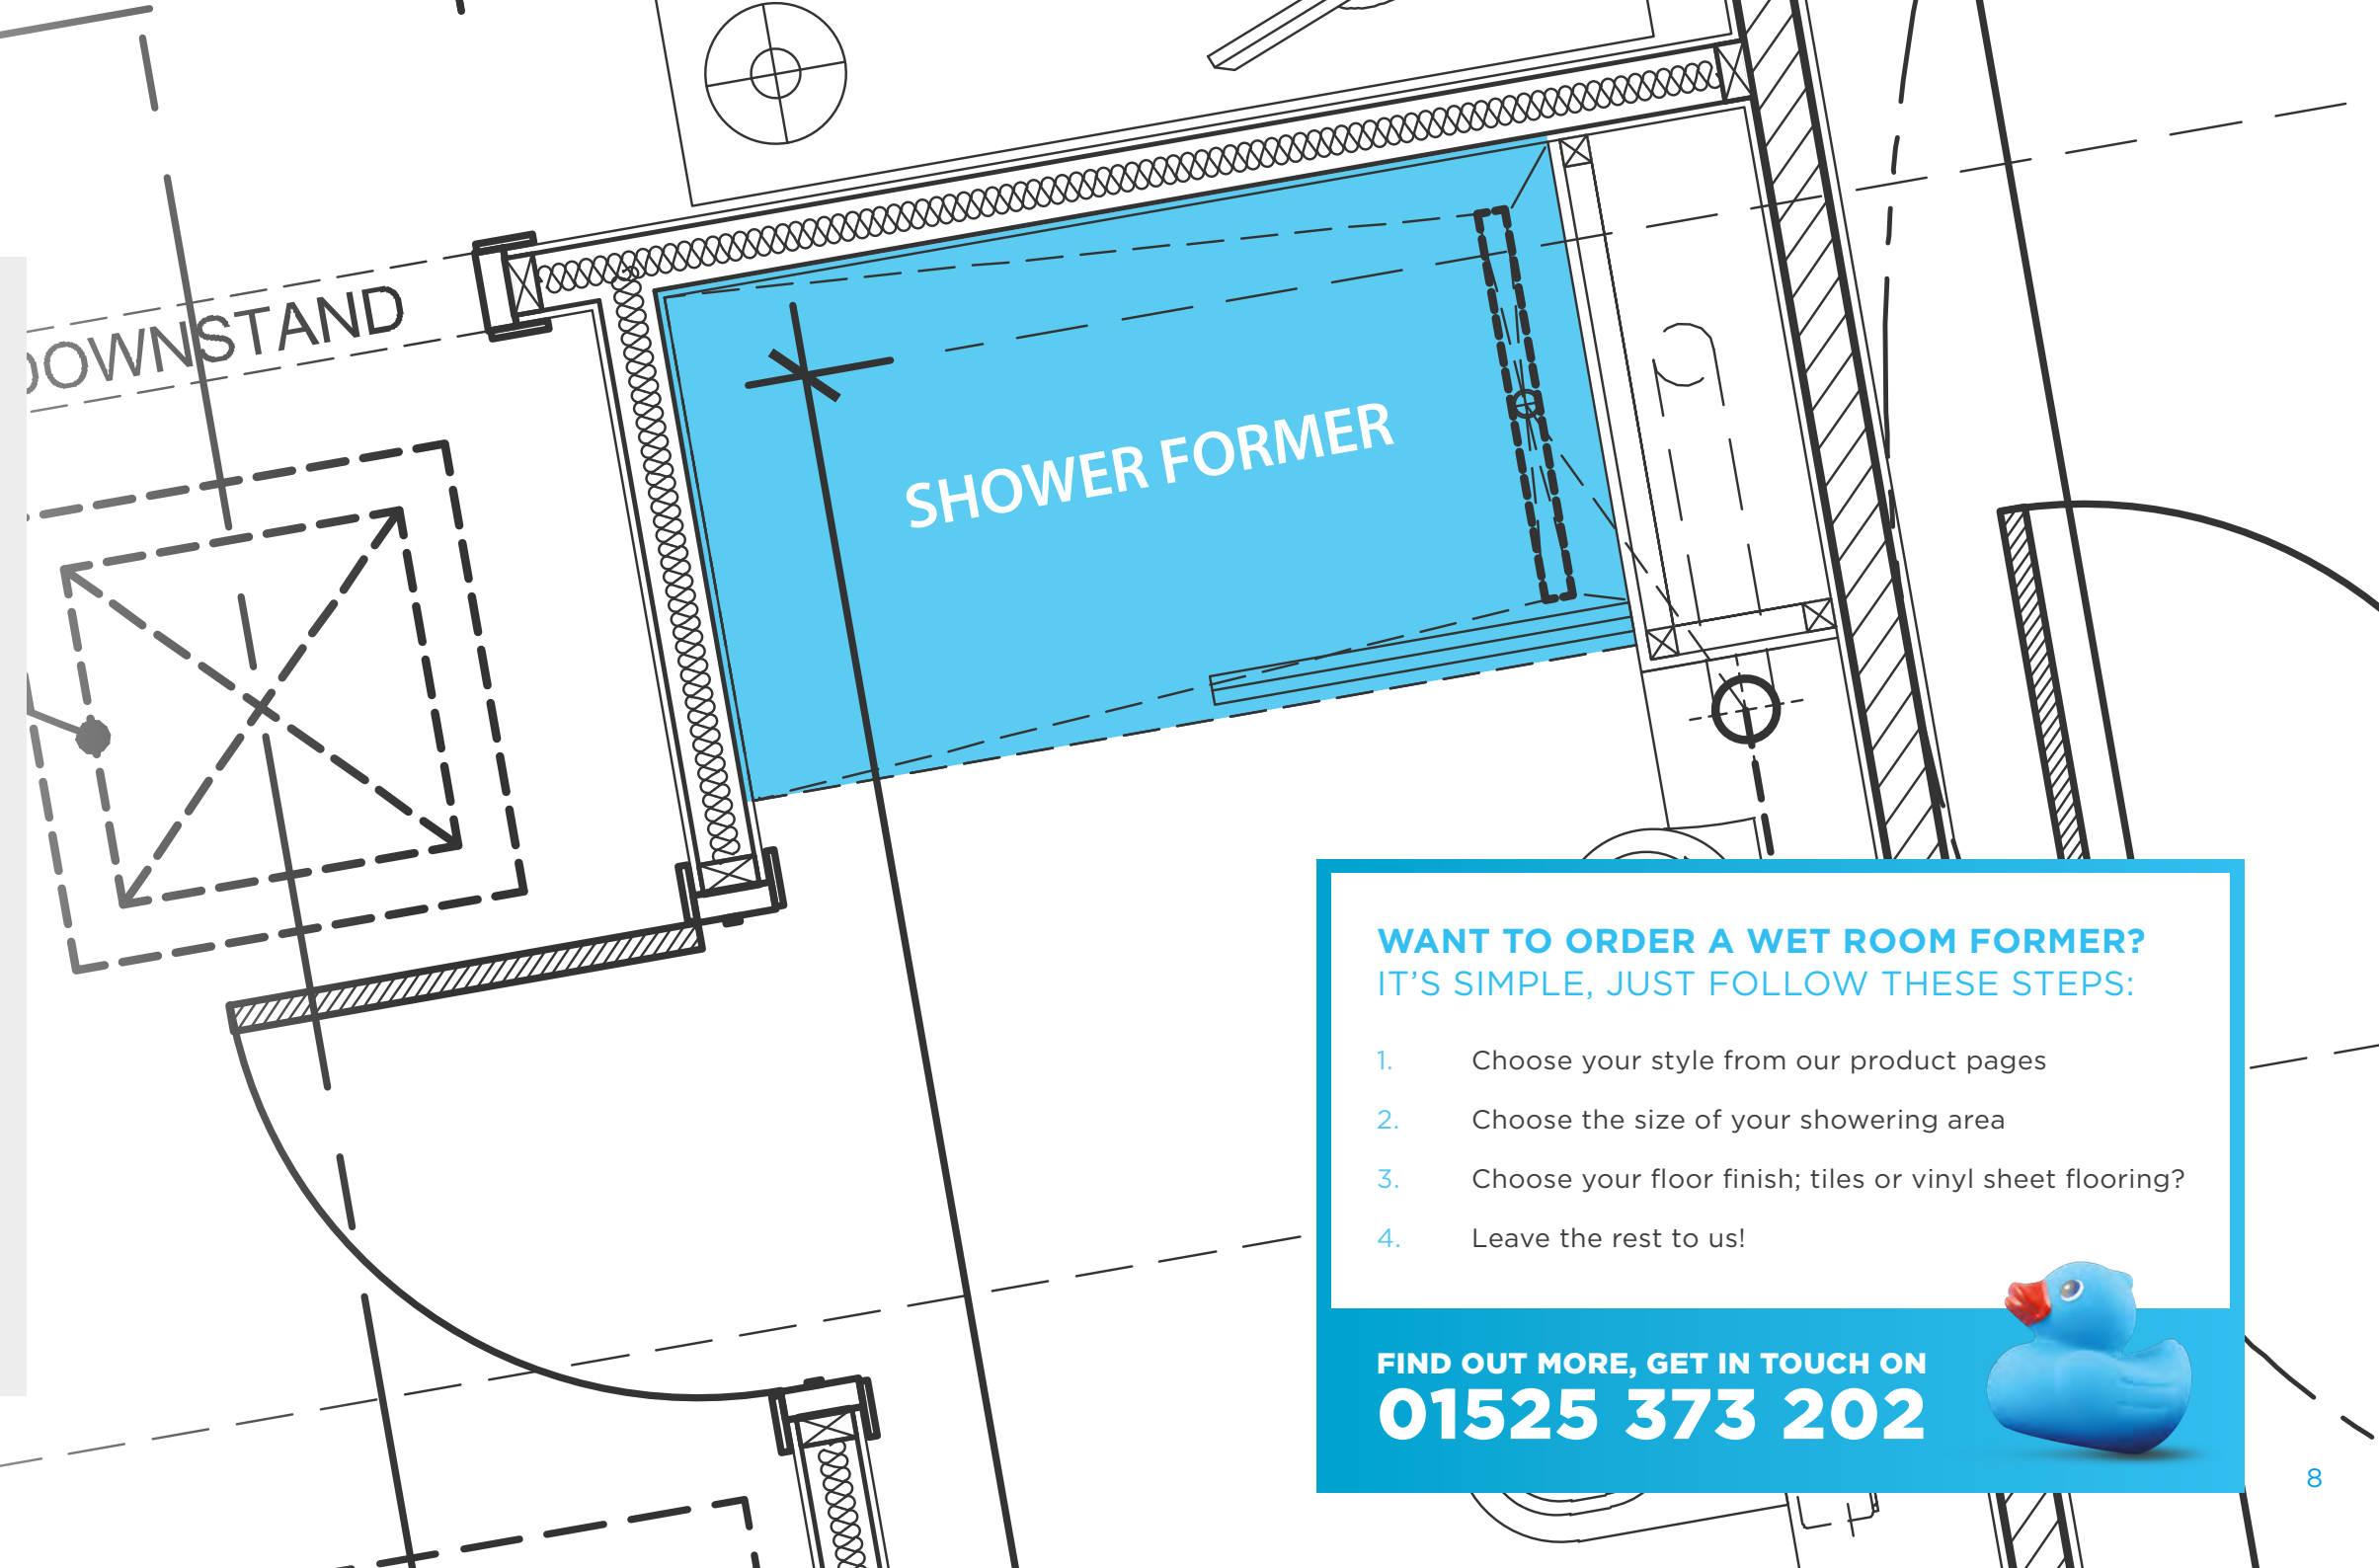 DOWNSTAND
SHOWER FORMER
WANT TO ORDER A WET ROOM FORMER?
IT'S SIMPLE, JUST FOLLOW THESE STEPS:
1. Choose your style from our product pages
2. Choose the size of your showering area
3. Choose your floor finish; tiles or vinyl sheet flooring?
4. Leave the rest to us!
FIND OUT MORE, GET IN TOUCH ON
01525 373 202
8